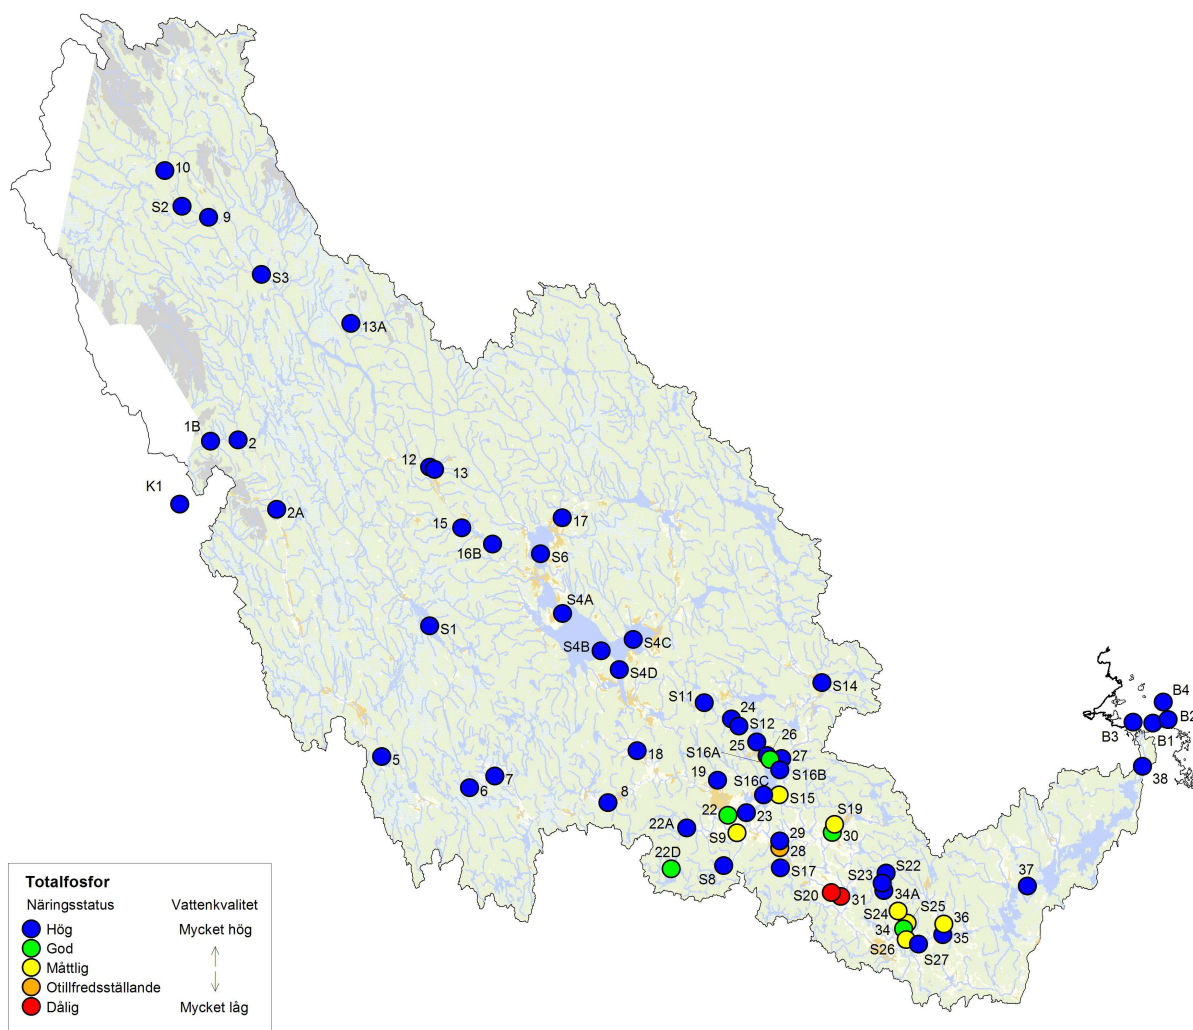 10
S2
9
S3
13A
1B
2
K1
2A
12
13
15
16B
17
S6
S4A
S1
S4B
S4C
S4D
S14
S11
24
S12
25
26
27
S16A
S16B
S16C
S15
18
19
5
6
7
8
22
23
22A
S9
22D
S8
29
28
S17
S19
30
S22
S23
34A
S20
31
S24
S25
34
S26
S27
36
35
37
B4
B2
B3
B1
38
Totalfosfor
Näringsstatus Vattenkvalitet
Hög Mycket hög
God
Måttlig
Otillfredsställande
Dålig Mycket låg